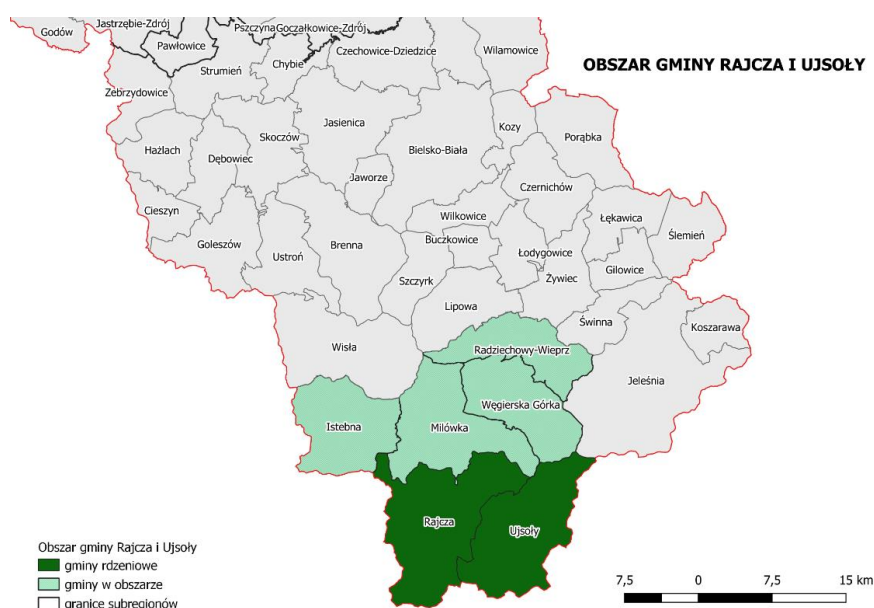 Godów
Jastrzębie-Zdrój
Pawłowice
Pszczyna
Goczałkowice-Zdrój
Strumień
Chybie
Czechowice-Dziedzice
Wilamowice
OBSZAR GMINY RAJCZA I UJSOŁY
Zebrzydowice
Hażlach
Dębowiec
Skoczów
Jasienica
Jaworze
Bielsko-Biała
Kozy
Porąbka
Czernichów
Cieszyn
Goleszów
Ustroń
Brenna
Wilkowice
Buczkowice
Szczyrk
Łodygowice
Żywiec
Łękawica
Gilowice
Ślemień
Lipowa
Wisła
Radziechowy-Wieprz
Świnna
Koszarawa
Jeleśnia
Istebna
Milówka
Węgierska Górka
Rajcza
Ujsoły
Obszar gminy Rajcza i Ujsoły
gminy rdzeniowe
gminy w obszarze
granice subregionów
7,5 0 7,5 15 km